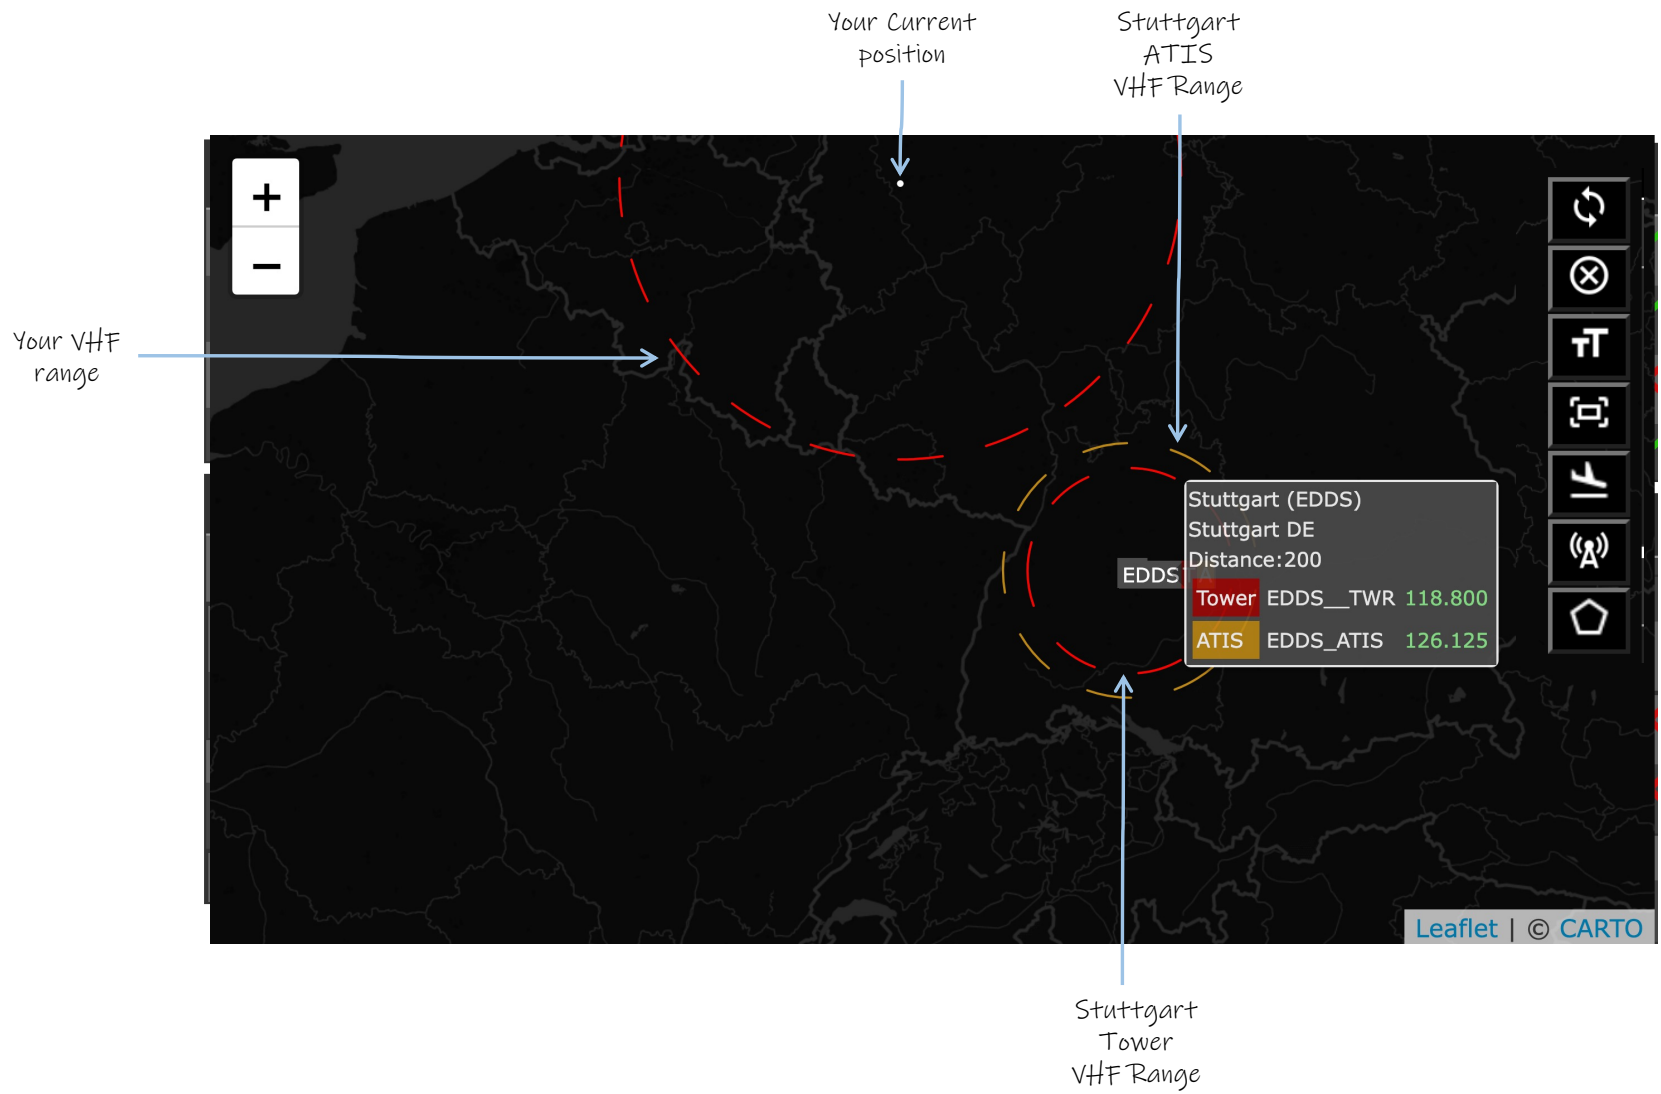 Your Current
position
Stuttgart
ATIS
VHF Range
+
−
Your VHF
range
Stuttgart (EDDS)
Stuttgart DE
Distance:200
EDDS
Tower EDDS__TWR 118.800
ATIS EDDS_ATIS 126.125
Leaflet | © CARTO
Stuttgart
Tower
VHF Range